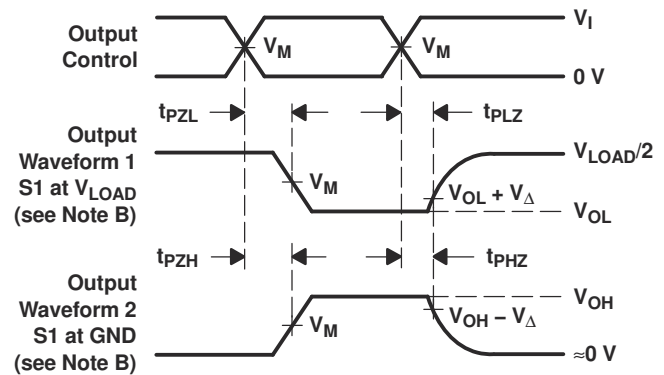 Output
Control
V_M
V_M
V_I
0 V
t_PZL
t_PLZ
Output
Waveform 1
S1 at V_LOAD
(see Note B)
V_M
V_LOAD/2
V_OL + V_Δ
V_OL
t_PZH
t_PHZ
Output
Waveform 2
S1 at GND
(see Note B)
V_M
V_OH
V_OH − V_Δ
≈0 V